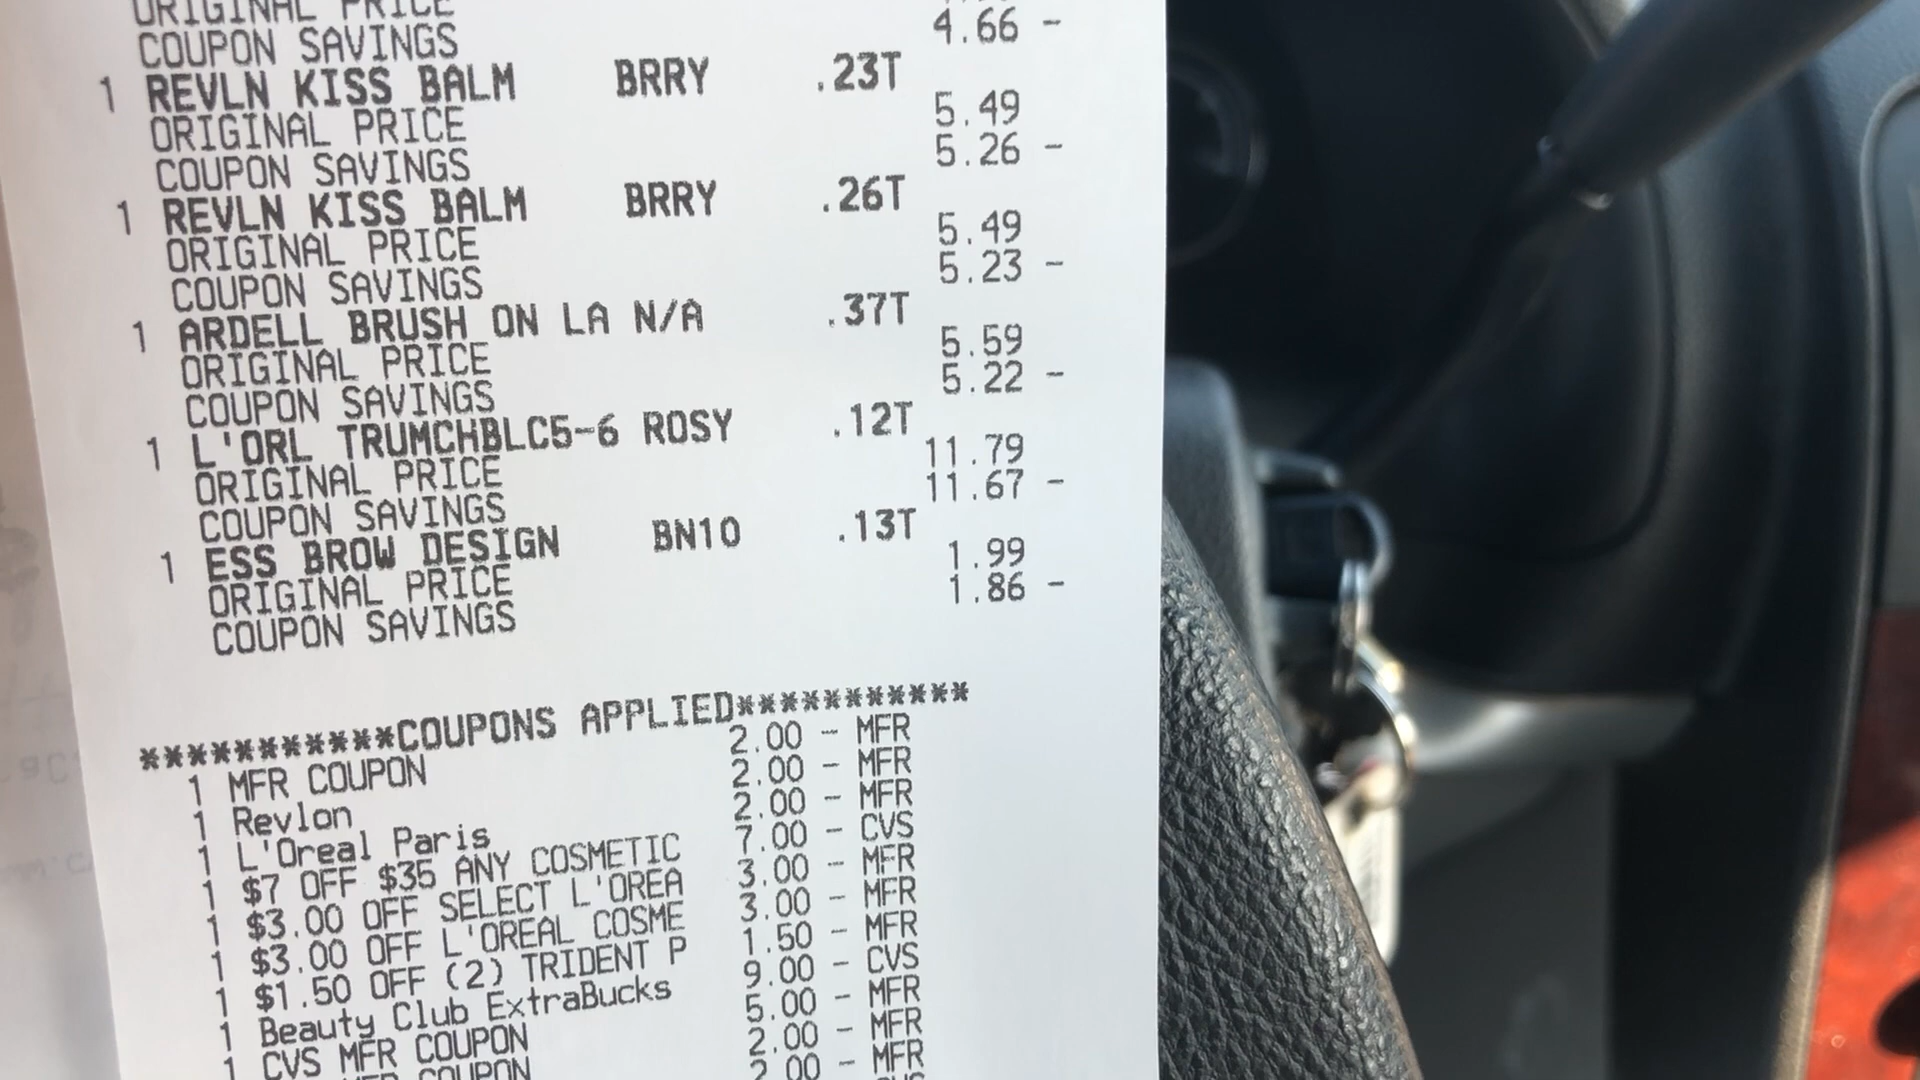 ORIGINAL PRICE
COUPON SAVINGS 4.66 -
1 REVLN KISS BALM BRRY .23T
ORIGINAL PRICE 5.49
COUPON SAVINGS 5.26 -
1 REVLN KISS BALM BRRY .26T
ORIGINAL PRICE 5.49
COUPON SAVINGS 5.23 -
1 ARDELL BRUSH ON LA N/A .37T
ORIGINAL PRICE 5.59
COUPON SAVINGS 5.22 -
1 L'ORL TRUMCHBLC5-6 ROSY .12T
ORIGINAL PRICE 11.79
COUPON SAVINGS 11.67 -
1 ESS BROW DESIGN BN10 .13T
ORIGINAL PRICE 1.99
COUPON SAVINGS 1.86 -
***********COUPONS APPLIED***********
1 MFR COUPON 2.00 - MFR
1 Revlon 2.00 - MFR
1 L'Oreal Paris 2.00 - MFR
1 $7 OFF $35 ANY COSMETIC 7.00 - CVS
1 $3.00 OFF SELECT L'OREA 3.00 - MFR
1 $3.00 OFF L'OREAL COSME 3.00 - MFR
1 $1.50 OFF (2) TRIDENT P 1.50 - MFR
1 Beauty Club ExtraBucks 9.00 - CVS
1 CVS MFR COUPON 5.00 - MFR
COUPON 2.00 - MFR
2.00 - MFR